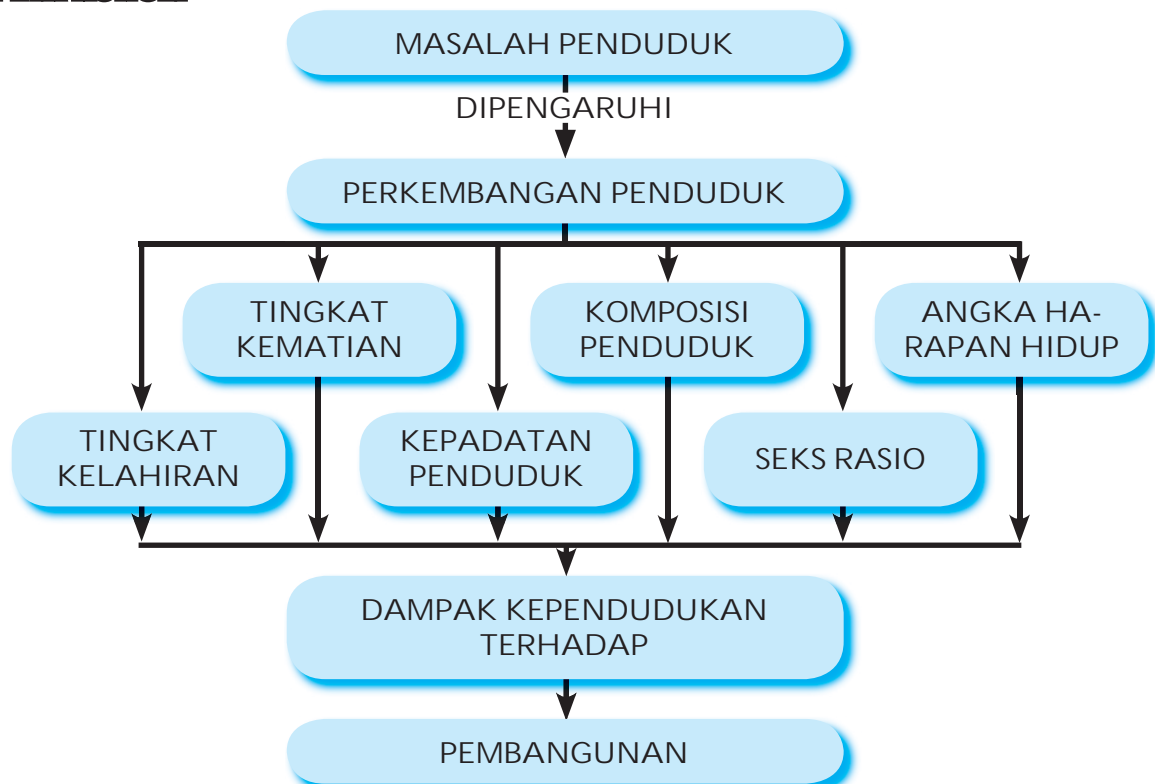 MASALAH PENDUDUK
DIPENGARUHI
PERKEMBANGAN PENDUDUK
TINGKAT
KEMATIAN
KOMPOSISI
PENDUDUK
ANGKA HA-
RAPAN HIDUP
TINGKAT
KELAHIRAN
KEPADATAN
PENDUDUK
SEKS RASIO
DAMPAK KEPENDUDUKAN
TERHADAP
PEMBANGUNAN